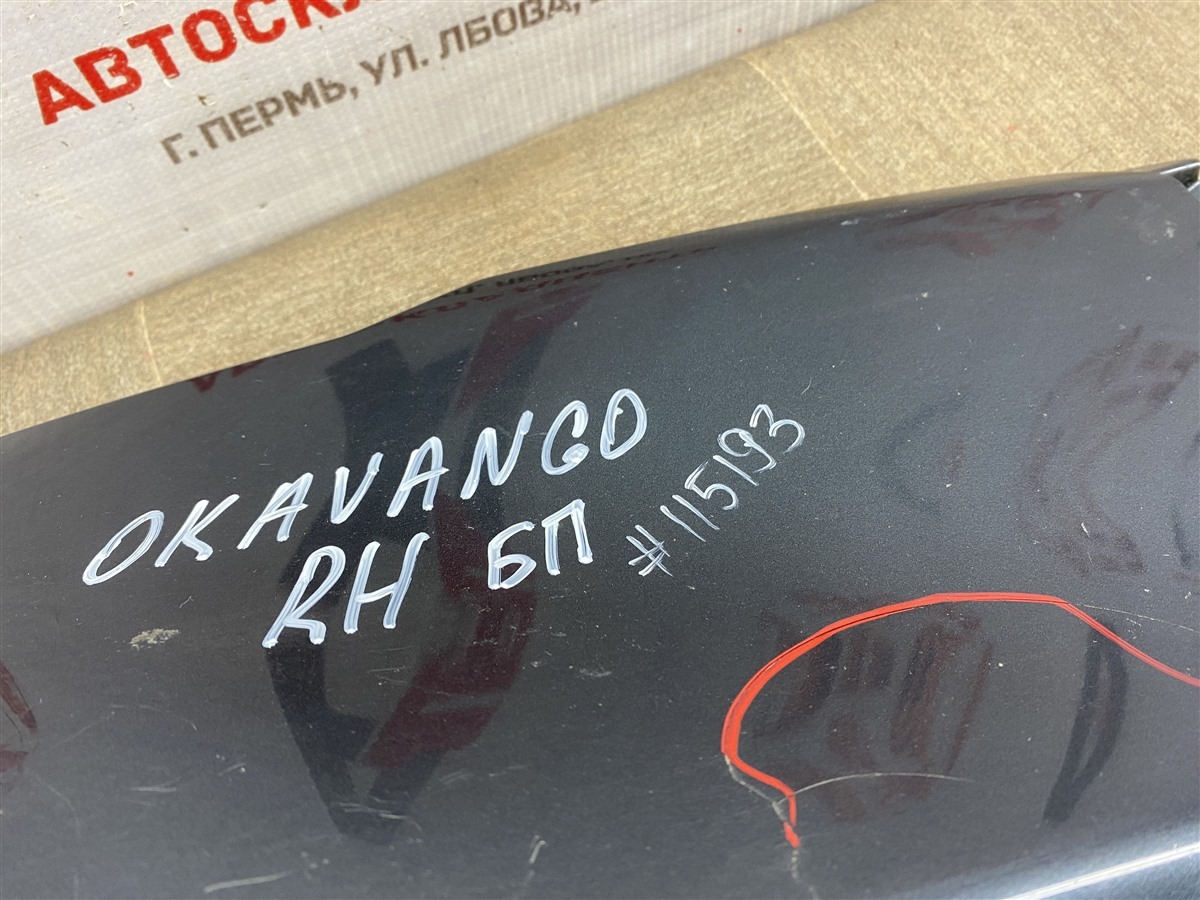 АВТОСК
Г. ПЕРМЬ, УЛ. ЛБОВА,
OKAVANGO
RH БП #115193